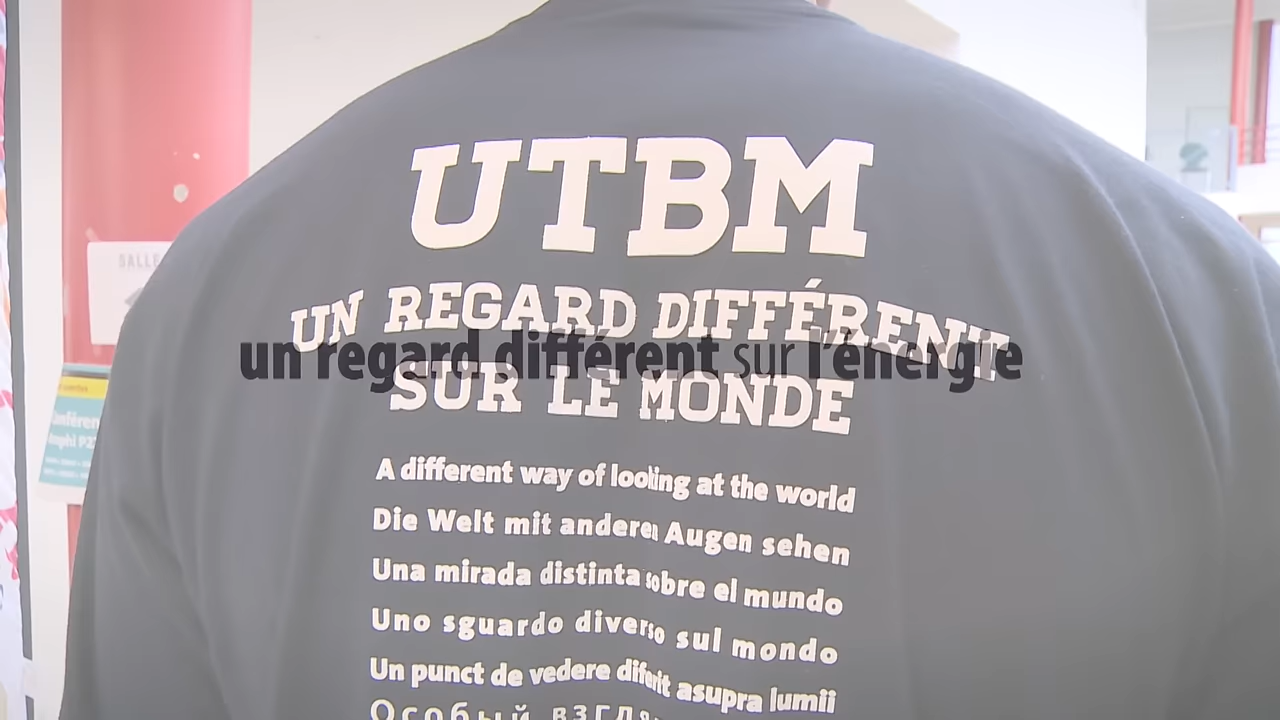 SALLE
UTBM
UN REGARD DIFFÉRENT
un regard différent sur l'énergie
SUR LE MONDE
A different way of looking at the world
Die Welt mit anderen Augen sehen
Una mirada distinta sobre el mundo
Uno sguardo diverso sul mondo
Un punct de vedere diferit asupra lumii
Особый